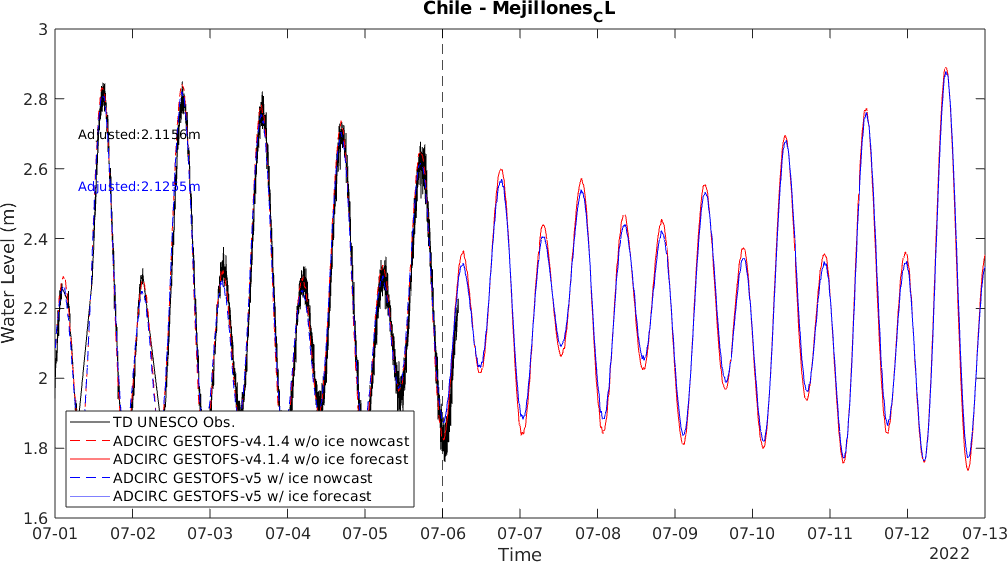 Chile - Mejillones_CL
3
2.8
2.6
2.4
2.2
2
1.8
1.6
Water Level (m)
Adjusted:2.1156m
Adjusted:2.1255m
TD UNESCO Obs.
ADCIRC GESTOFS-v4.1.4 w/o ice nowcast
ADCIRC GESTOFS-v4.1.4 w/o ice forecast
ADCIRC GESTOFS-v5 w/ ice nowcast
ADCIRC GESTOFS-v5 w/ ice forecast
07-01 07-02 07-03 07-04 07-05 07-06 07-07 07-08 07-09 07-10 07-11 07-12 07-13
Time
2022